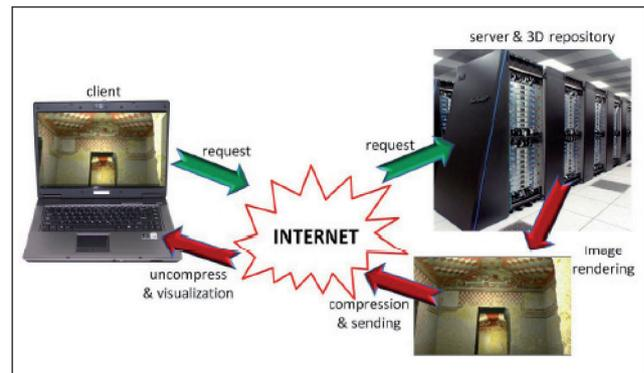 server & 3D repository
client
request
request
INTERNET
Image
rendering
uncompress
& visualization
compression
& sending